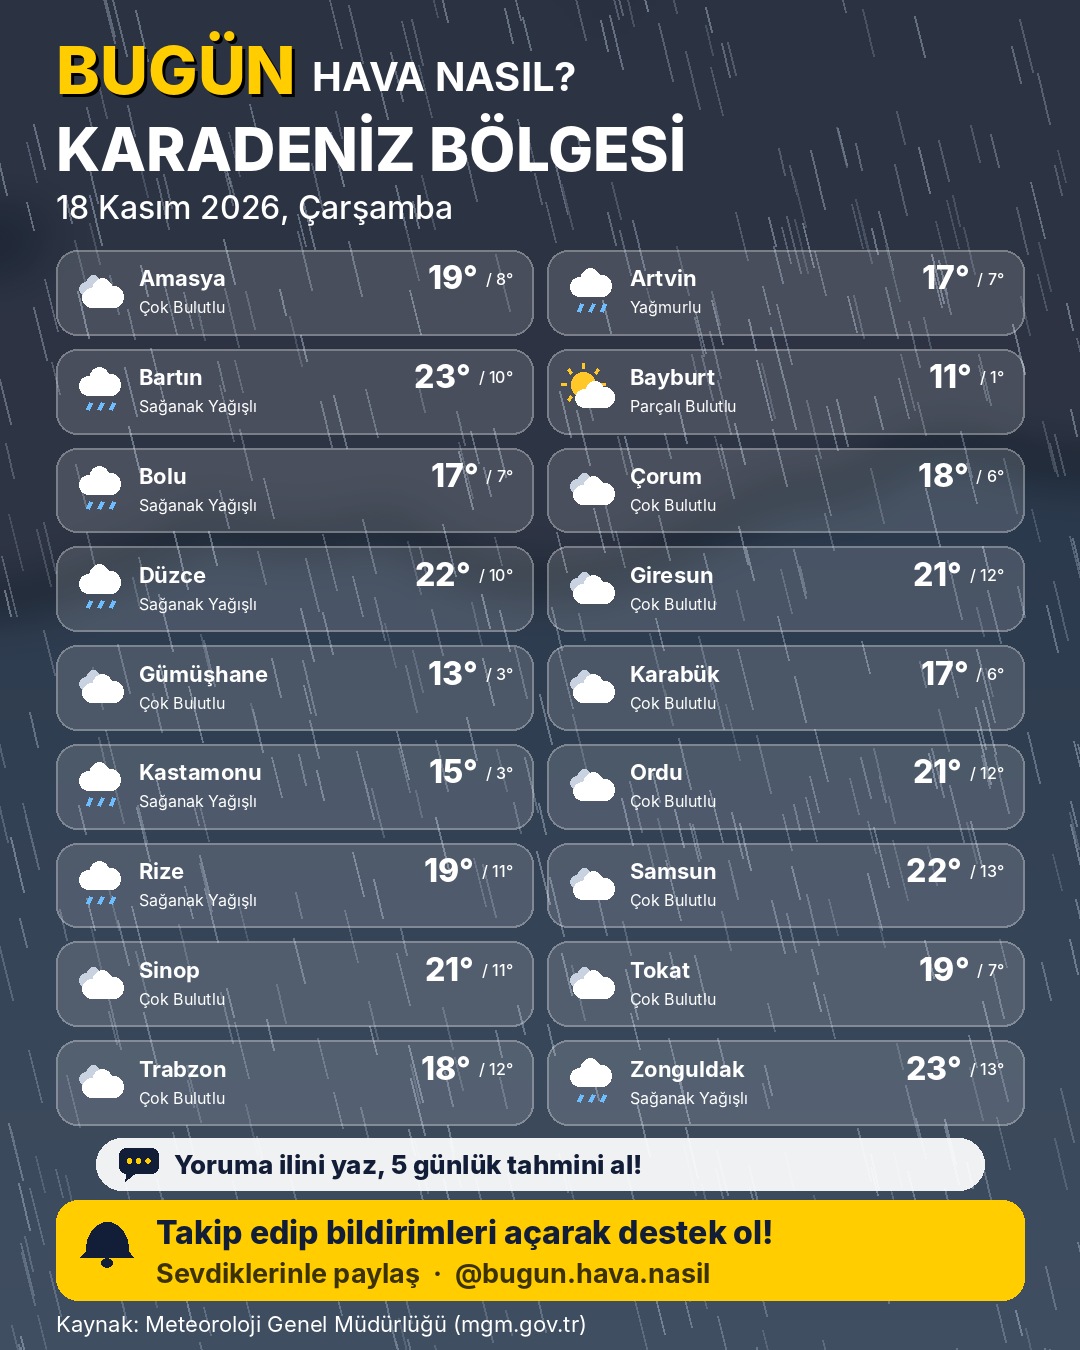 BUGÜN HAVA NASIL?
KARADENİZ BÖLGESİ
18 Kasım 2026, Çarşamba
Amasya 19° / 8°
Çok Bulutlu
Artvin 17° / 7°
Yağmurlu
Bartın 23° / 10°
Sağanak Yağışlı
Bayburt 11° / 1°
Parçalı Bulutlu
Bolu 17° / 7°
Sağanak Yağışlı
Çorum 18° / 6°
Çok Bulutlu
Düzce 22° / 10°
Sağanak Yağışlı
Giresun 21° / 12°
Çok Bulutlu
Gümüşhane 13° / 3°
Çok Bulutlu
Karabük 17° / 6°
Çok Bulutlu
Kastamonu 15° / 3°
Sağanak Yağışlı
Ordu 21° / 12°
Çok Bulutlu
Rize 19° / 11°
Sağanak Yağışlı
Samsun 22° / 13°
Çok Bulutlu
Sinop 21° / 11°
Çok Bulutlu
Tokat 19° / 7°
Çok Bulutlu
Trabzon 18° / 12°
Çok Bulutlu
Zonguldak 23° / 13°
Sağanak Yağışlı
Yoruma ilini yaz, 5 günlük tahmini al!
Takip edip bildirimleri açarak destek ol!
Sevdiklerinle paylaş · @bugun.hava.nasil
Kaynak: Meteoroloji Genel Müdürlüğü (mgm.gov.tr)